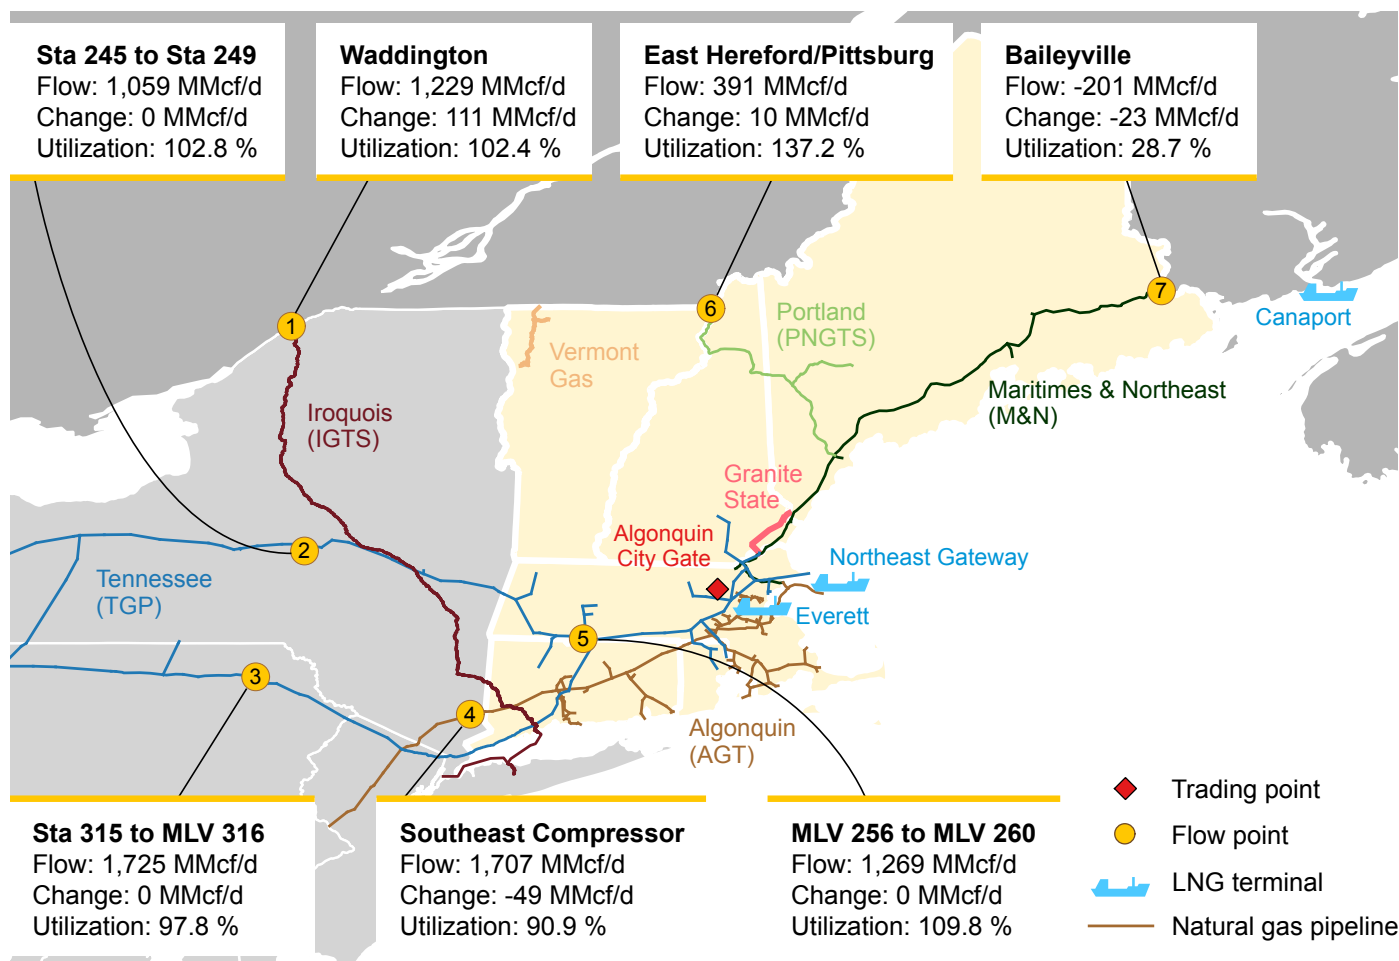 Sta 245 to Sta 249
Flow: 1,059 MMcf/d
Change: 0 MMcf/d
Utilization: 102.8 %
Waddington
Flow: 1,229 MMcf/d
Change: 111 MMcf/d
Utilization: 102.4 %
East Hereford/Pittsburg
Flow: 391 MMcf/d
Change: 10 MMcf/d
Utilization: 137.2 %
Baileyville
Flow: -201 MMcf/d
Change: -23 MMcf/d
Utilization: 28.7 %
7
6
1
Canaport
Portland
(PNGTS)
Vermont
Gas
Maritimes & Northeast
(M&N)
Iroquois
(IGTS)
Granite
State
Algonquin
City Gate
2
Northeast Gateway
Tennessee
(TGP)
Everett
5
3
4
Algonquin
(AGT)
Sta 315 to MLV 316
Flow: 1,725 MMcf/d
Change: 0 MMcf/d
Utilization: 97.8 %
Southeast Compressor
Flow: 1,707 MMcf/d
Change: -49 MMcf/d
Utilization: 90.9 %
MLV 256 to MLV 260
Flow: 1,269 MMcf/d
Change: 0 MMcf/d
Utilization: 109.8 %
Trading point
Flow point
LNG terminal
Natural gas pipeline